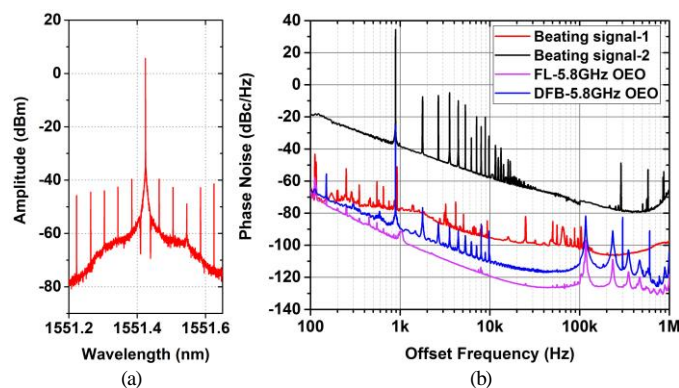 (a)
0
-20
-40
-60
-80
Amplitude (dBm)
1551.2
1551.4
1551.6
Wavelength (nm)
(a)
(b)
40
20
0
-20
-40
-60
-80
-100
-120
-140
Phase Noise (dBc/Hz)
Beating signal-1
Beating signal-2
FL-5.8GHz OEO
DFB-5.8GHz OEO
100
1k
10k
100k
1M
Offset Frequency (Hz)
(b)